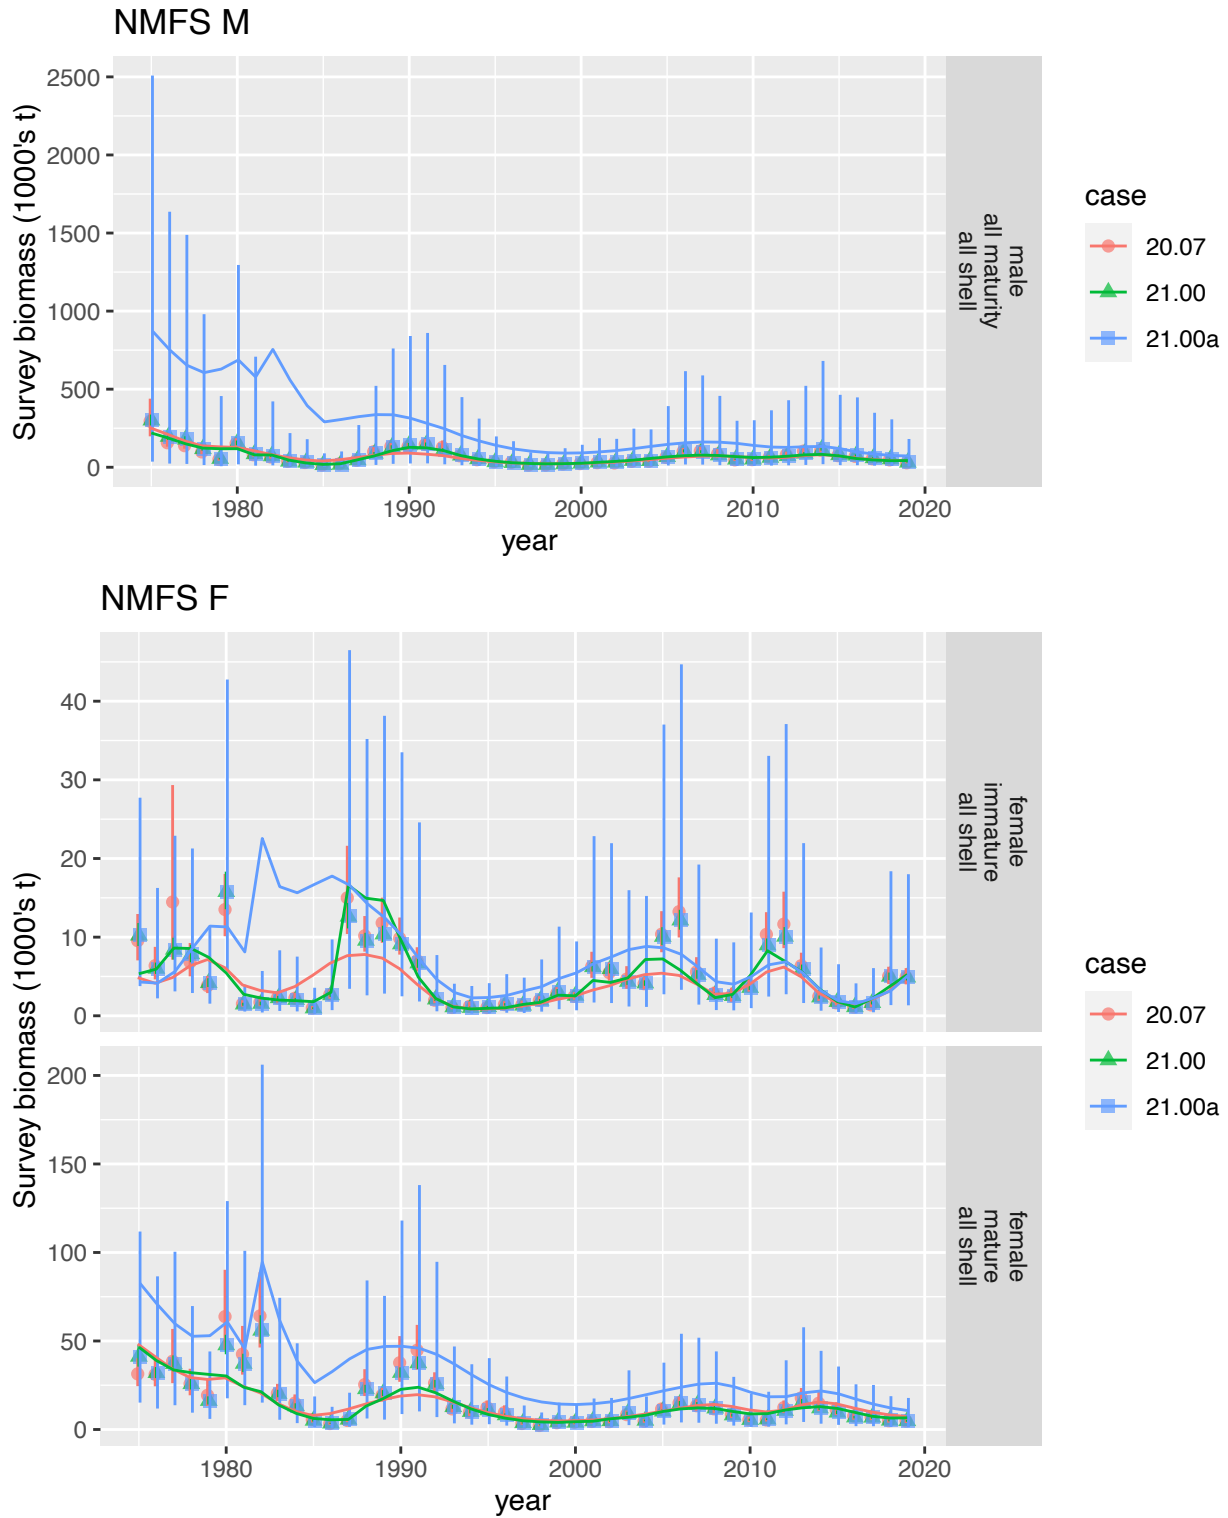 NMFS M
Survey biomass (1000's t)
2500
2000
1500
1000
500
0
1980
1990
2000
2010
2020
year
male
all maturity
all shell
case
20.07
21.00
21.00a
NMFS F
Survey biomass (1000's t)
40
30
20
10
0
female
immature
all shell
200
150
100
50
0
female
mature
all shell
1980
1990
2000
2010
2020
year
case
20.07
21.00
21.00a